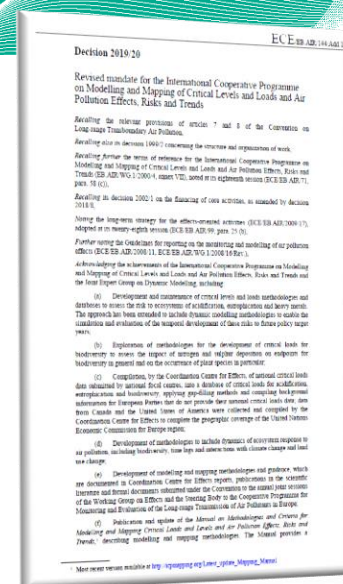 ECE/EB.AIR/144/Add.1
Decision 2019/20
Revised mandate for the International Cooperative Programme
on Modelling and Mapping of Critical Levels and Loads and Air
Pollution Effects, Risks and Trends
Recalling the relevant provisions of articles 7 and 8 of the Convention on
Long-range Transboundary Air Pollution,
Recalling also its decision 1999/2 concerning the structure and organization of work,
Recalling further the terms of reference for the International Cooperative Programme on
Modelling and Mapping of Critical Levels and Loads and Air Pollution Effects, Risks and
Trends (EB.AIR/WG.1/2000/4, annex VII), noted at its eighteenth session (ECE/EB.AIR/71,
para. 58 (c)),
Recalling its decision 2002/1 on the financing of core activities, as amended by decision
2018/8,
Noting the long-term strategy for the effects-oriented activities (ECE/EB.AIR/2009/17),
adopted at its twenty-eighth session (ECE/EB.AIR/99, para. 25 (b)),
Further noting the Guidelines for reporting on the monitoring and modelling of air pollution
effects (ECE/EB.AIR/2008/11, ECE/EB.AIR/WG.1/2008/16/Rev.),
Acknowledging the achievements of the International Cooperative Programme on Modelling
and Mapping of Critical Levels and Loads and Air Pollution Effects, Risks and Trends and
the Joint Expert Group on Dynamic Modelling, including:
(a) Development and maintenance of critical levels and loads methodologies and
databases to assess the risk to ecosystems of acidification, eutrophication and heavy metals.
The approach has been extended to include dynamic modelling methodologies to enable the
simulation and evaluation of the temporal development of these risks to future policy target
years,
(b) Exploration of methodologies for the development of critical loads for
biodiversity to assess the impact of nitrogen and sulphur deposition on endpoints for
biodiversity in general and on the occurrence of plant species in particular;
(c) Compilation, by the Coordination Centre for Effects, of national critical loads
data submitted by national focal centres, into a database of critical loads for acidification,
eutrophication and biodiversity, applying gap-filling methods and compiling background
information for European Parties that do not provide their national critical loads data; data
from Canada and the United States of America were collected and compiled by the
Coordination Centre for Effects to complete the geographic coverage of the United Nations
Economic Commission for Europe region;
(d) Development of methodologies to include dynamics of ecosystem response to
air pollution, including biodiversity, time lags and interactions with climate change and land
use change;
(e) Development of modelling and mapping methodologies and guidance, which
are documented in Coordination Centre for Effects reports, publications in the scientific
literature and formal documents submitted under the Convention to the annual joint sessions
of the Working Group on Effects and the Steering Body to the Cooperative Programme for
Monitoring and Evaluation of the Long-range Transmission of Air Pollutants in Europe;
(f) Publication and update of the Manual on Methodologies and Criteria for
Modelling and Mapping Critical Loads and Levels and Air Pollution Effects, Risks and
Trends,¹ describing modelling and mapping methodologies. The Manual provides a
¹ Most recent version available at http://icpmapping.org/Latest_update_Mapping_Manual